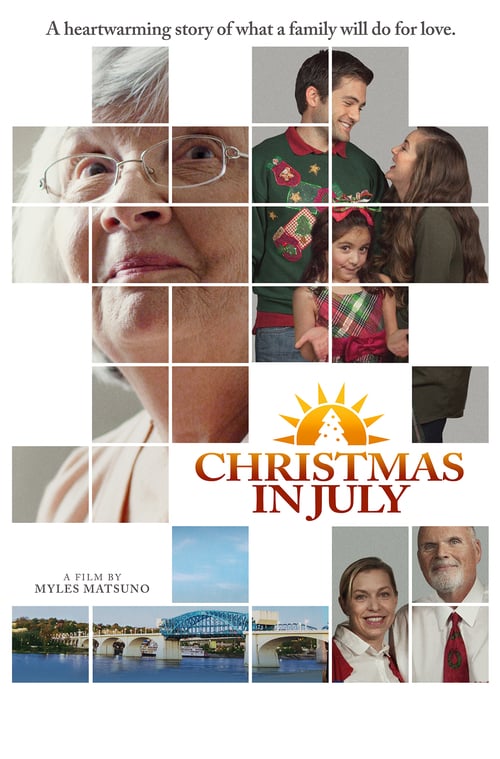 A heartwarming story of what a family will do for love.
CHRISTMAS
IN JULY
A FILM BY
MYLES MATSUNO